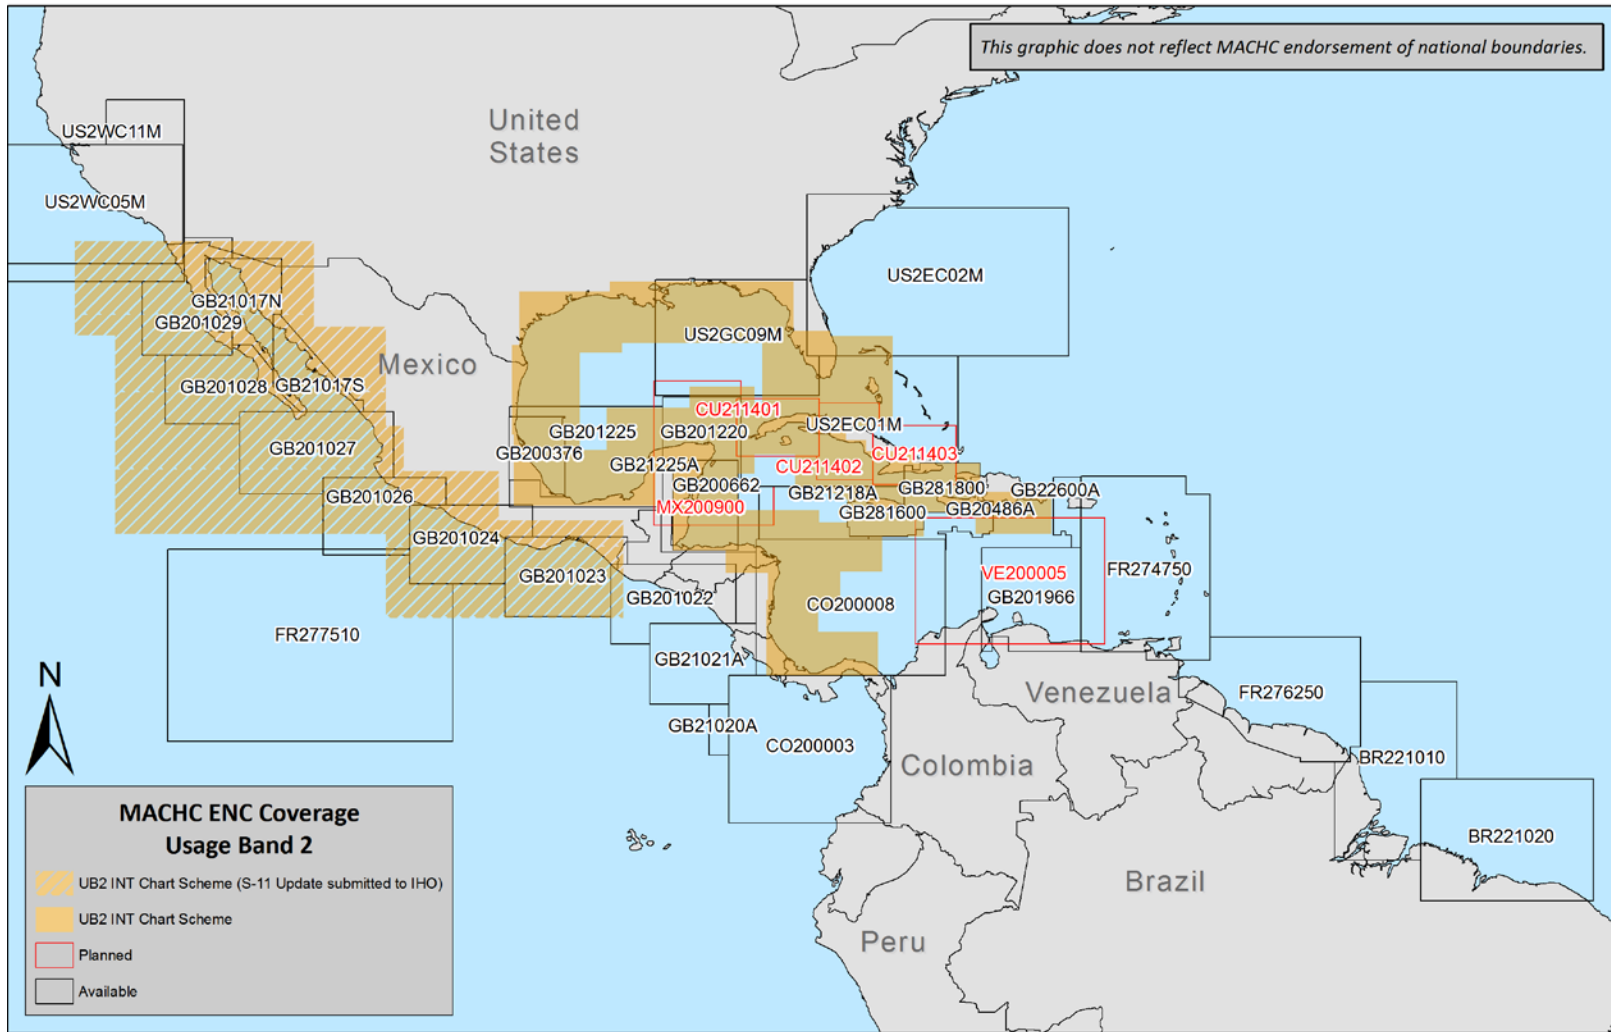 This graphic does not reflect MACHC endorsement of national boundaries.
United
States
US2WC11M
US2WC05M
US2EC02M
GB21017N
GB201029
US2GC09M
Mexico
GB201028
GB21017S
CU211401
US2EC01M
GB201225
GB201220
GB201027
GB200376
CU211403
GB21225A
CU211402
GB200662
GB281800
GB22600A
GB21218A
GB201026
MX200900
GB281600
GB20486A
GB201024
FR274750
VE200005
GB201023
GB201022
GB201966
CO200008
FR277510
GB21021A
Venezuela
FR276250
GB21020A
CO200003
Colombia
BR221010
N
BR221020
Brazil
Peru
MACHC ENC Coverage
Usage Band 2
UB2 INT Chart Scheme (S-11 Update submitted to IHO)
UB2 INT Chart Scheme
Planned
Available